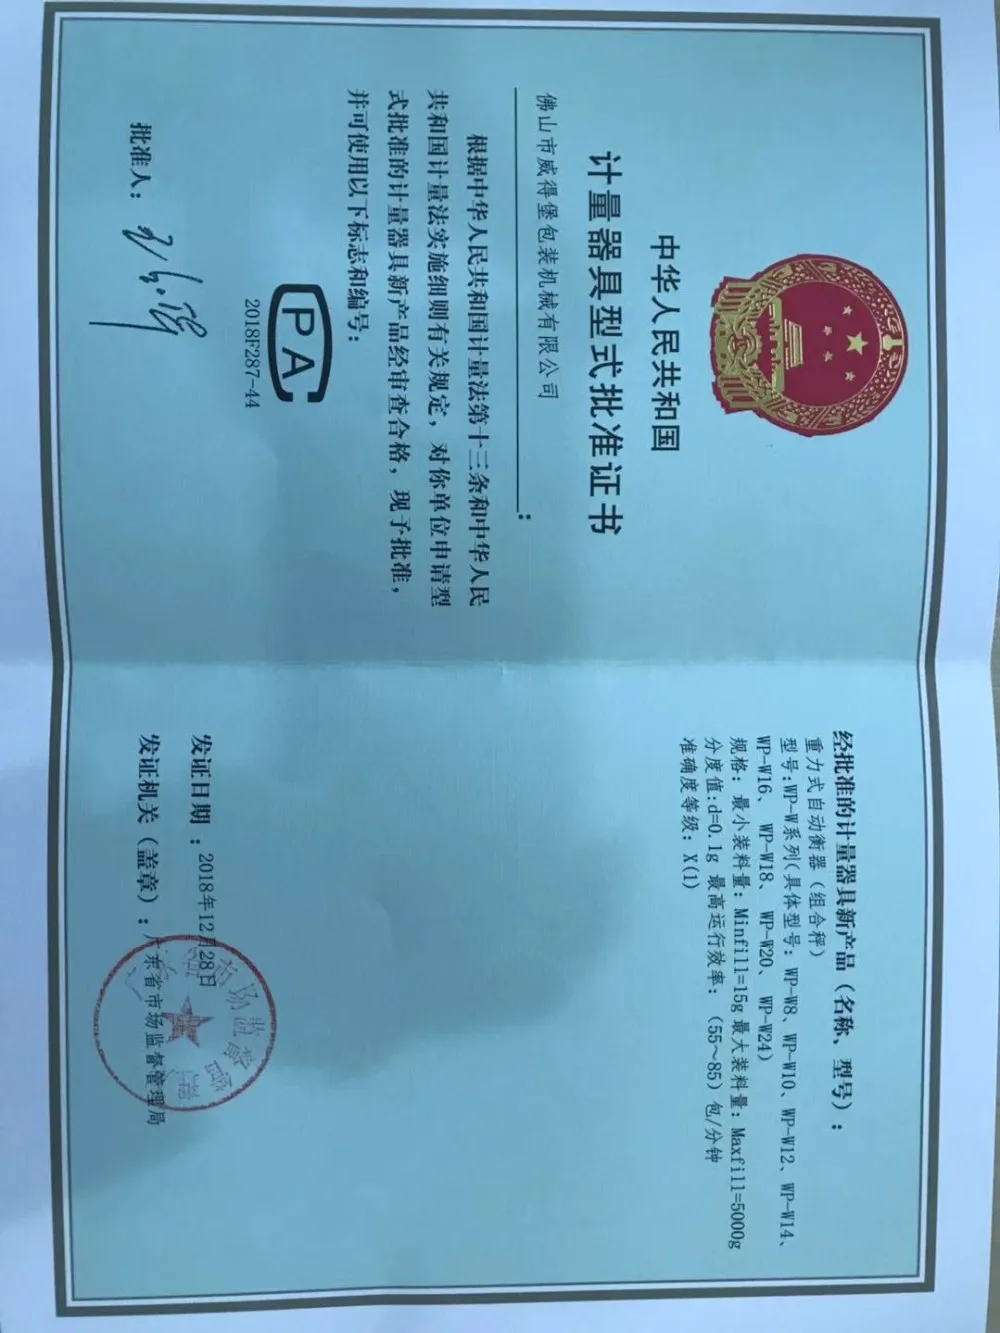 中华人民共和国
计量器具型式批准证书
佛山市威得堡包装机械有限公司：
根据中华人民共和国计量法第十三条和中华人民
共和国计量法实施细则有关规定，对你单位申请型
式批准的计量器具新产品经审查合格，现予批准，
并可使用以下标志和编号：
PA
2018F287-44
批准人：
经批准的计量器具新产品（名称、型号）：
重力式自动衡器（组合秤）
型号:WP-W系列(具体型号: WP-W8、WP-W10、WP-W12、WP-W14、
WP-W16、WP-W18、WP-W20、WP-W24)
规格: 最小装料量: Minfill=15g 最大装料量: Maxfill=5000g
分度值:d=0.1g 最高运行效率:（55~85）包/分钟
准确度等级: X(1)
发证日期：2018年12月28日
发证机关（盖章）：广东省市场监督管理局